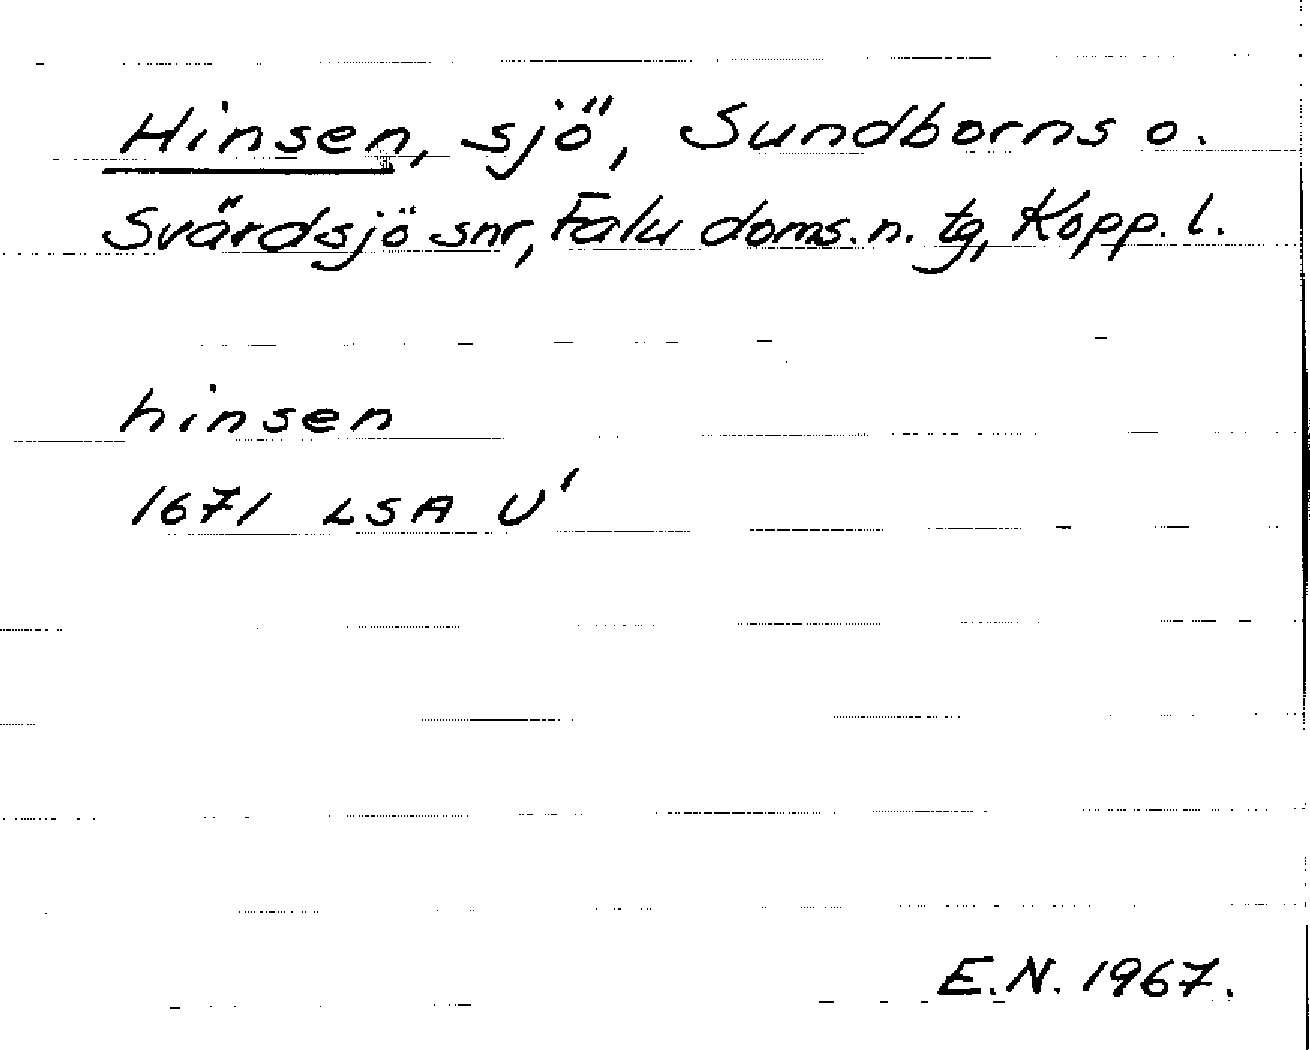 Hinsen, sjö, Sundborns o.
Svärdsjö snr, Falu doms. n. tg, Kopp. l.
hinsen
1671 LSA U'
E.N. 1967.